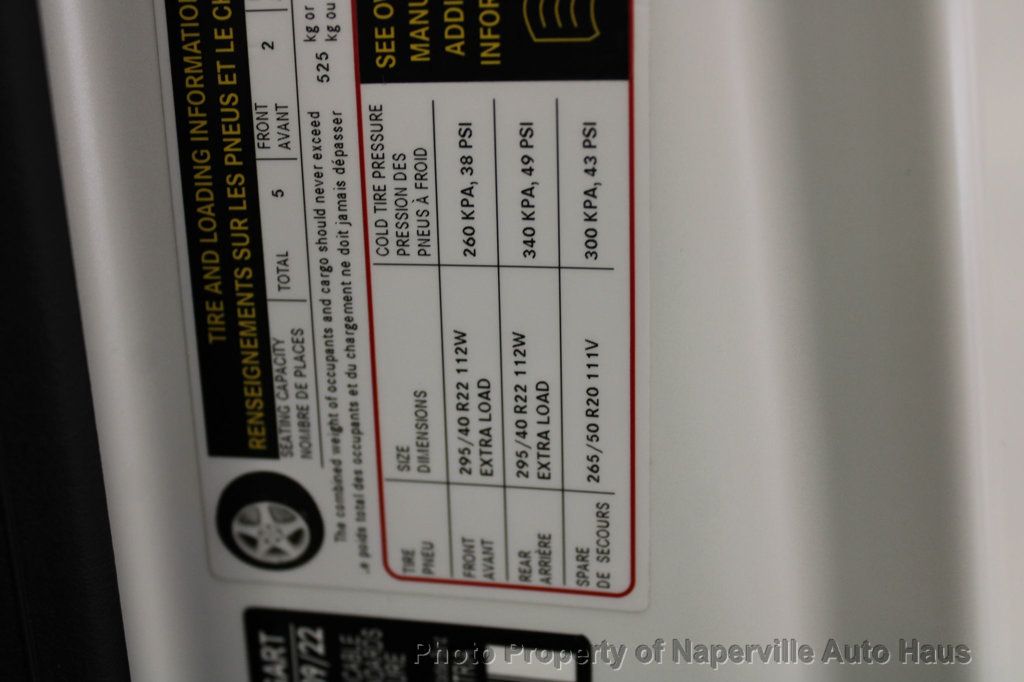 TIRE AND LOADING INFORMATION
RENSEIGNEMENTS SUR LES PNEUS ET LE
SEATING CAPACITY
NOMBRE DE PLACES
TOTAL 5
FRONT
AVANT
2
The combined weight of occupants and cargo should never exceed 525 kg or
poids total des occupants et du chargement ne doit jamais dépasser kg ou
TIRE
PNEU
SIZE
DIMENSIONS
COLD TIRE PRESSURE
PRESSION DES
PNEUS À FROID
FRONT
AVANT
295/40 R22 112W
EXTRA LOAD
260 KPA, 38 PSI
REAR
ARRIÈRE
295/40 R22 112W
EXTRA LOAD
340 KPA, 49 PSI
SPARE
DE SECOURS
265/50 R20 111V
300 KPA, 43 PSI
SEE
Photo Property of Naperville Auto Haus